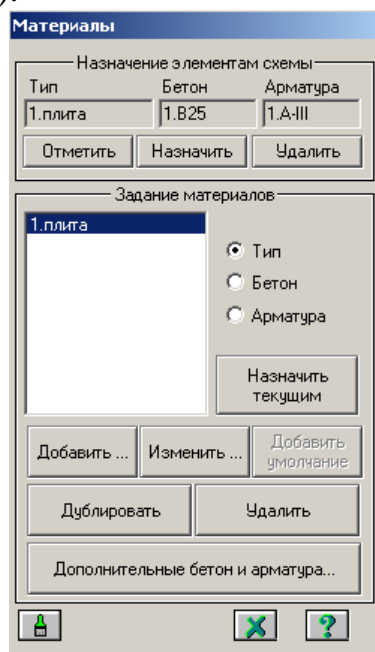 ).
Материалы
Назначение элементам схемы
Тип Бетон Арматура
1.плита 1.B25 1.A-III
Отметить Назначить Удалить
Задание материалов
1.плита
Тип
Бетон
Арматура
Назначить
текущим
Добавить ... Изменить ... Добавить
умолчание
Дублировать Удалить
Дополнительные бетон и арматура...
?